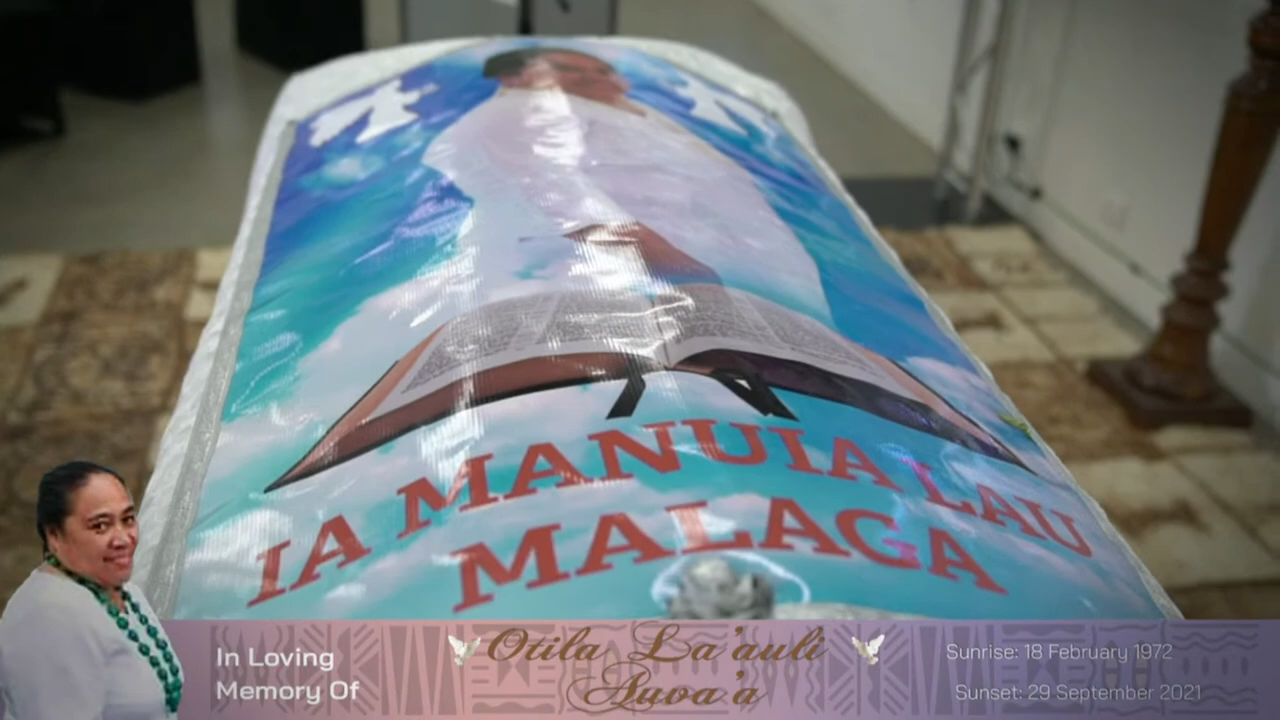 IA MANUIA LAU
MALAGA
In Loving
Memory Of
Otila La'auli
Auva'a
Sunrise: 18 February 1972
Sunset: 29 September 2021